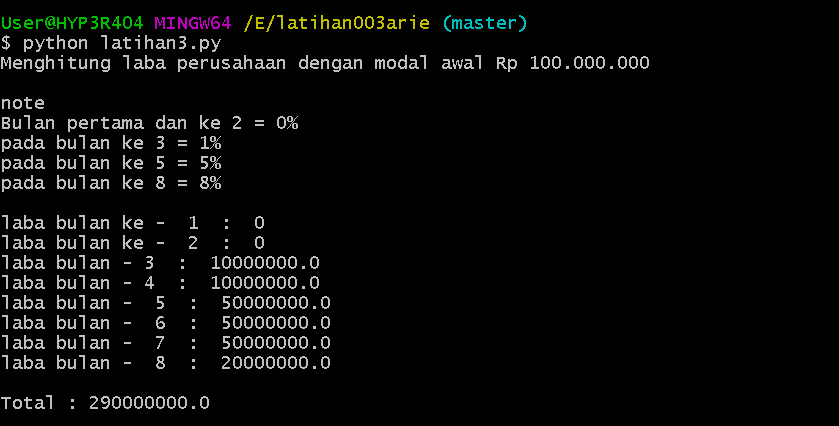 User@HYP3R404 MINGW64 /E/latihan003arie (master)
$ python latihan3.py
Menghitung laba perusahaan dengan modal awal Rp 100.000.000

note
Bulan pertama dan ke 2 = 0%
pada bulan ke 3 = 1%
pada bulan ke 5 = 5%
pada bulan ke 8 = 8%

laba bulan ke -  1  :  0
laba bulan ke -  2  :  0
laba bulan - 3  :  10000000.0
laba bulan - 4  :  10000000.0
laba bulan -  5  :  50000000.0
laba bulan -  6  :  50000000.0
laba bulan -  7  :  50000000.0
laba bulan -  8  :  20000000.0

Total : 290000000.0